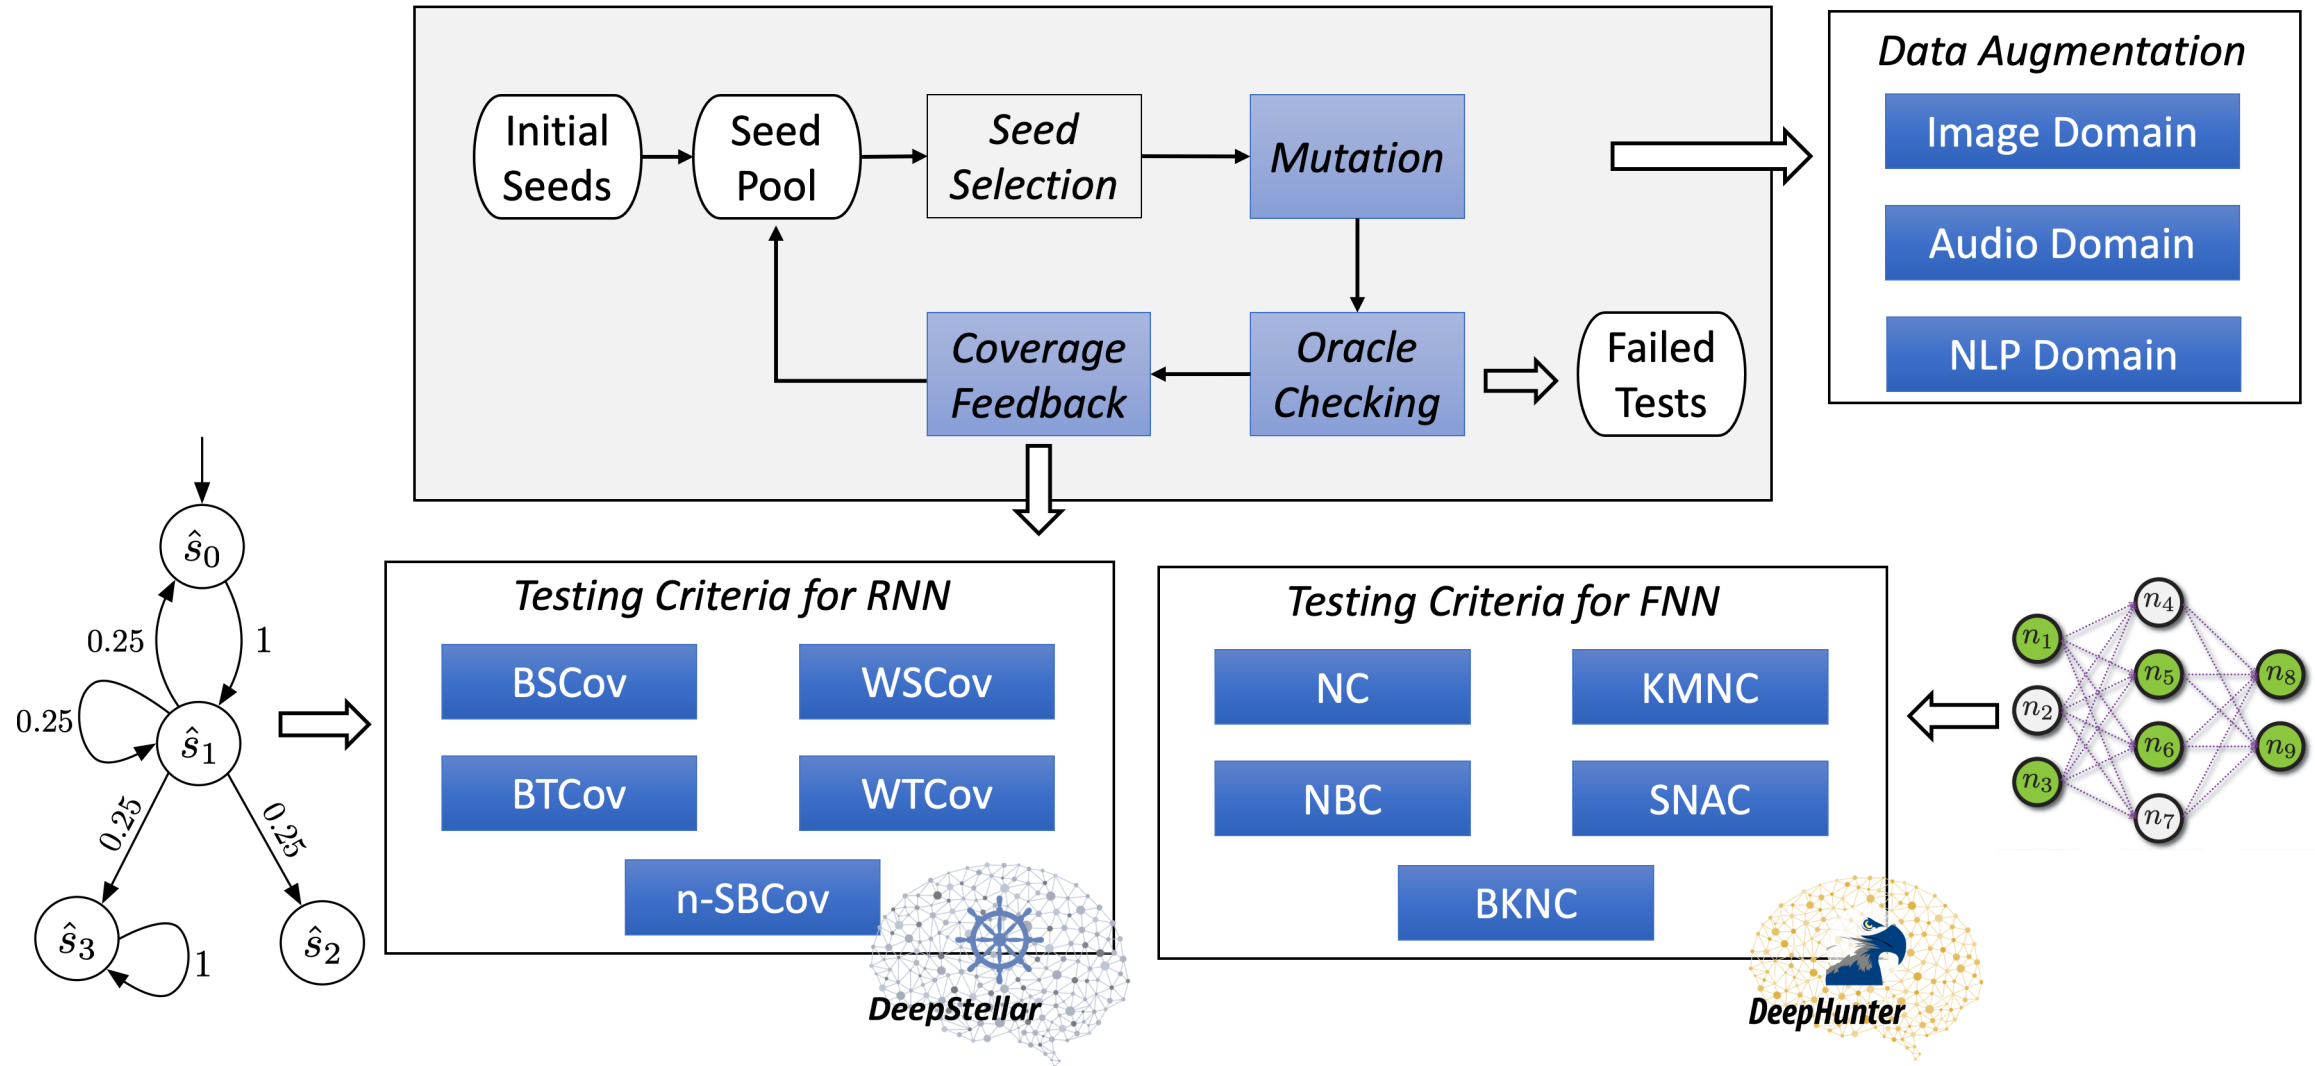 Initial
Seeds
Seed
Pool
Seed
Selection
Mutation
Coverage
Feedback
Oracle
Checking
Failed
Tests
Data Augmentation
Image Domain
Audio Domain
NLP Domain
ŝ0
0.25
1
0.25
ŝ1
0.25
0.25
ŝ3
1
ŝ2
Testing Criteria for RNN
BSCov
WSCov
BTCov
WTCov
n-SBCov
DeepStellar
Testing Criteria for FNN
NC
KMNC
NBC
SNAC
BKNC
DeepHunter
n1
n2
n3
n4
n5
n6
n7
n8
n9